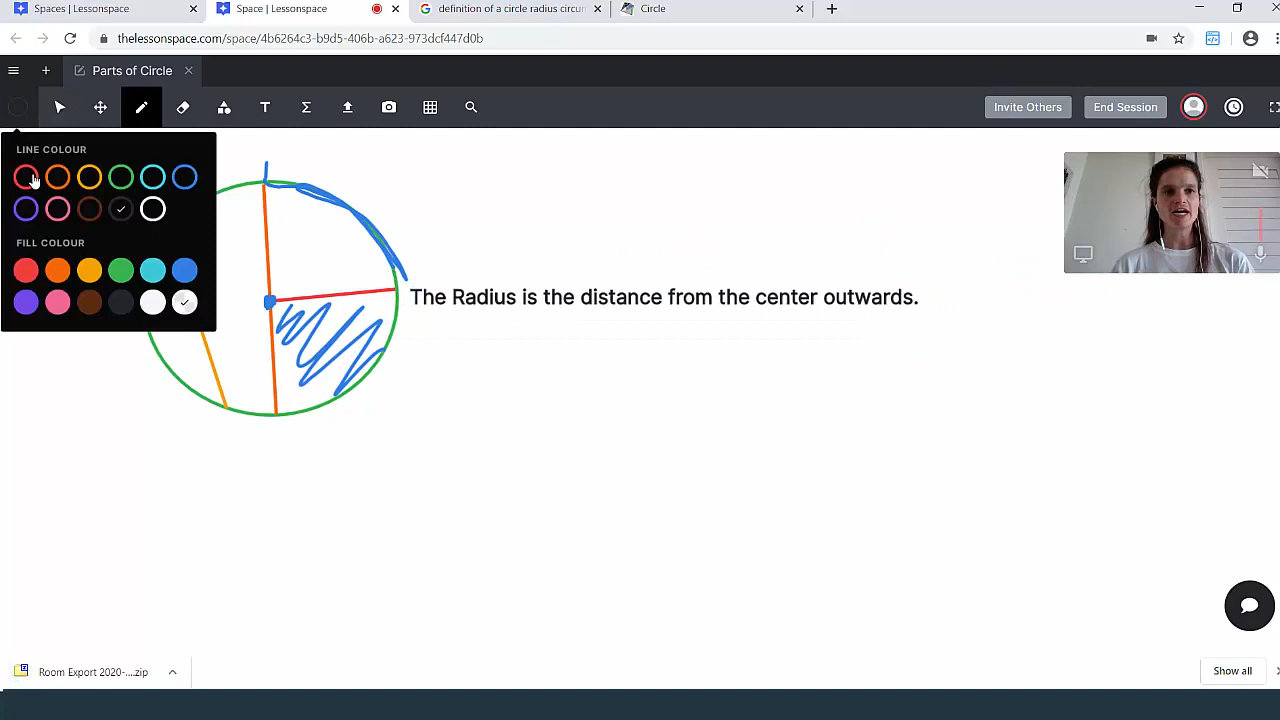 Spaces | Lessonspace
Space | Lessonspace
definition of a circle radius circum
Circle
thelessonspace.com/space/4b6264c3-b9d5-406b-a623-973dcf447d0b
Parts of Circle
Invite Others
End Session
LINE COLOUR
FILL COLOUR
The Radius is the distance from the center outwards.
Room Export 2020-....zip
Show all